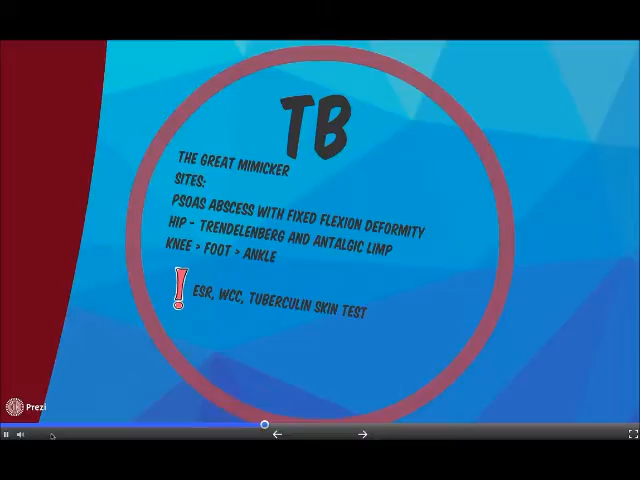 TB
THE GREAT MIMICKER
SITES:
PSOAS ABSCESS WITH FIXED FLEXION DEFORMITY
HIP - TRENDELENBERG AND ANTALGIC LIMP
KNEE > FOOT > ANKLE
! ESR, WCC, TUBERCULIN SKIN TEST
Prezi